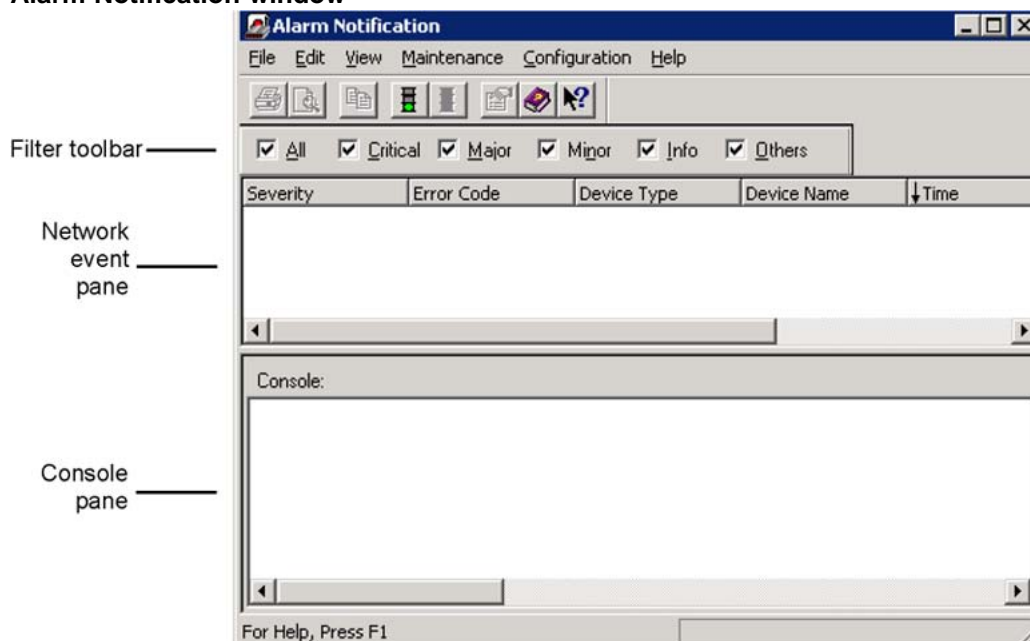 Alarm Notification window
Alarm Notification
File Edit View Maintenance Configuration Help
Filter toolbar
All Critical Major Minor Info Others
Severity Error Code Device Type Device Name Time
Network
event
pane
Console:
Console
pane
For Help, Press F1